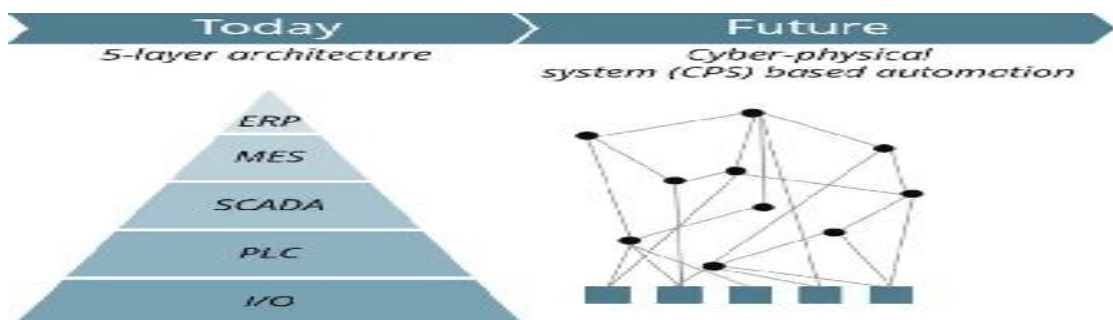 Today
5-layer architecture
ERP
MES
SCADA
PLC
I/O
Future
Cyber-physical
system (CPS) based automation